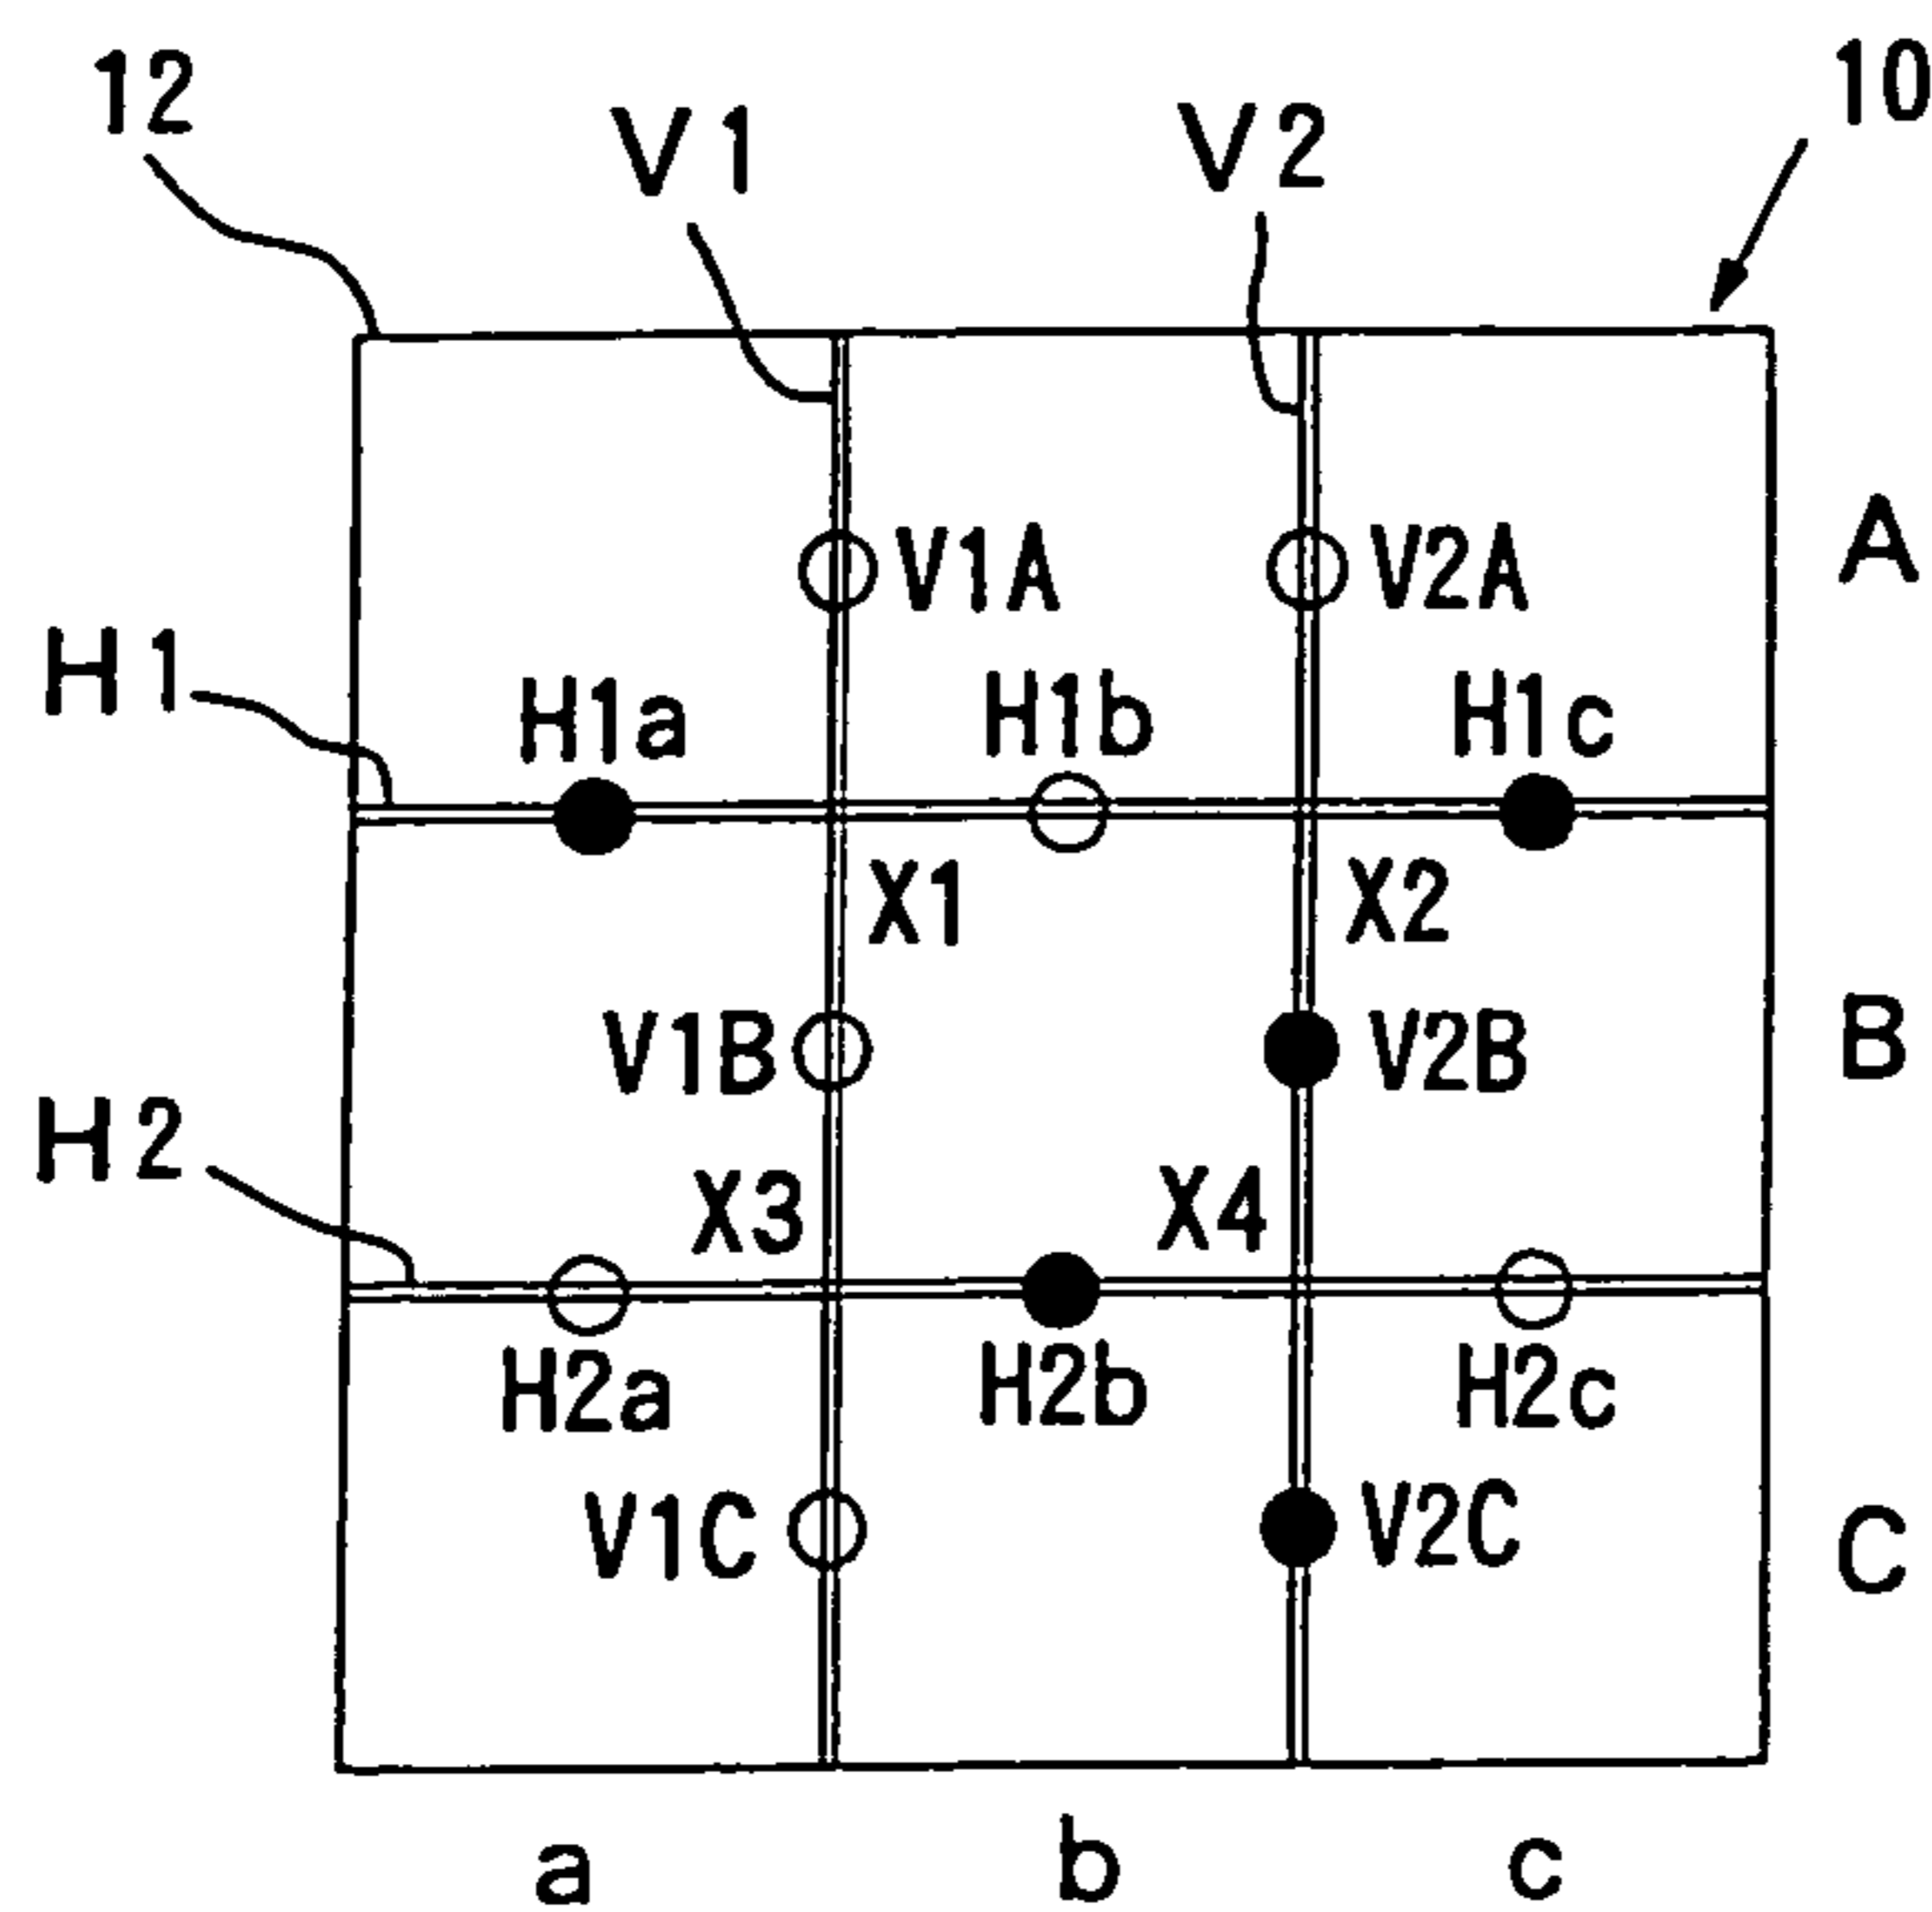 12 V1 V2 10
V1A V2A A
H1 H1a H1b H1c
X1 X2
V1B V2B B
H2 X3 X4
H2a H2b H2c
V1C V2C C
a b c